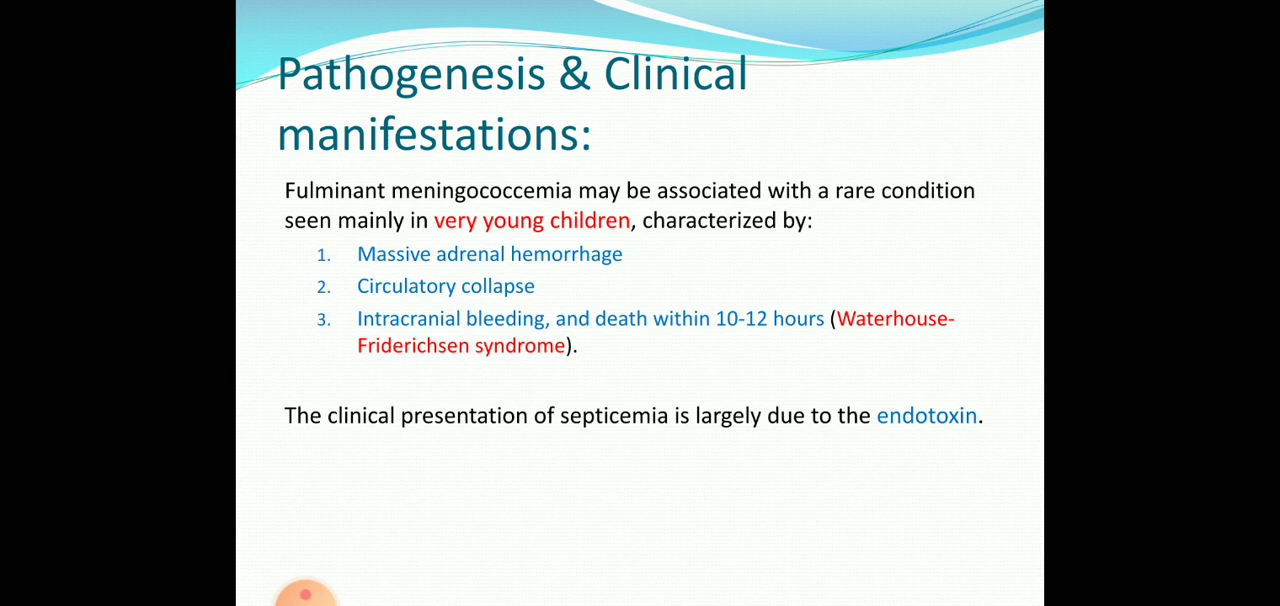 Pathogenesis & Clinical
manifestations:
Fulminant meningococcemia may be associated with a rare condition
seen mainly in very young children, characterized by:
1. Massive adrenal hemorrhage
2. Circulatory collapse
3. Intracranial bleeding, and death within 10-12 hours (Waterhouse-
Friderichsen syndrome).
The clinical presentation of septicemia is largely due to the endotoxin.